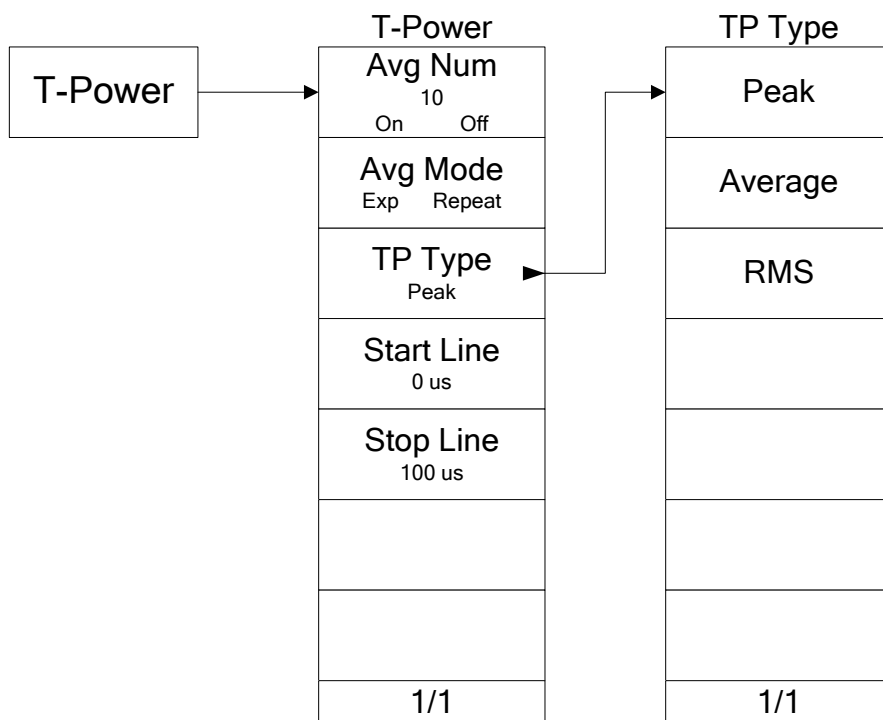 T-Power
T-Power
Avg Num
10
On Off
Avg Mode
Exp Repeat
TP Type
Peak
Start Line
0 us
Stop Line
100 us
1/1
TP Type
Peak
Average
RMS
1/1